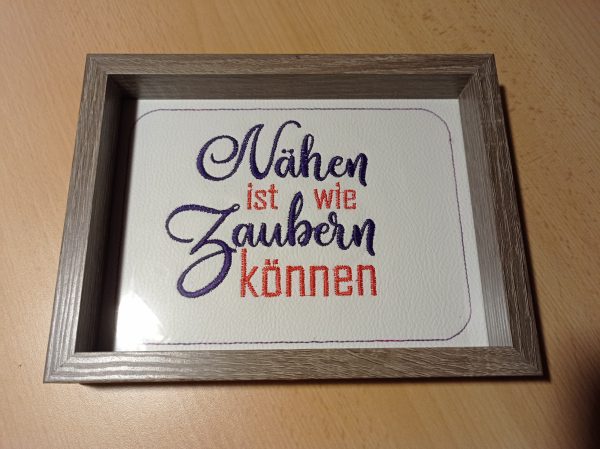 Nähen
ist wie
Zaubern
können